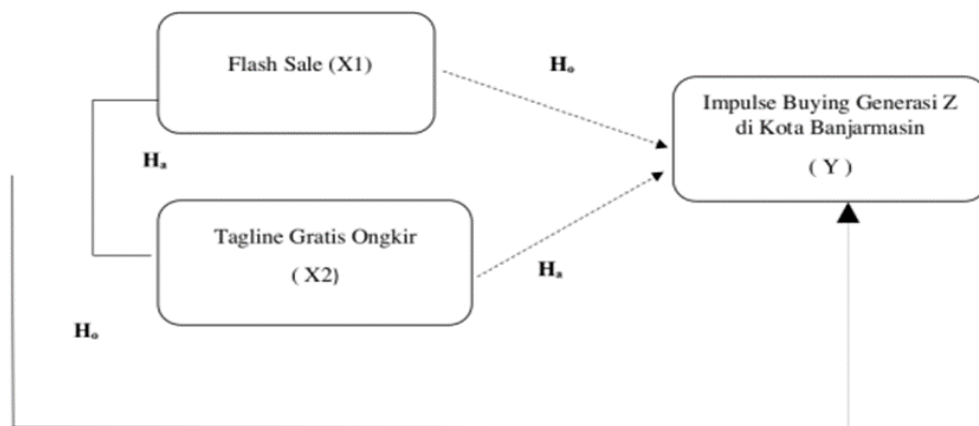 Flash Sale (X1)
Hₒ
Impulse Buying Generasi Z
di Kota Banjarmasin
( Y )
Hₐ
Tagline Gratis Ongkir
( X2)
Hₐ
Hₒ